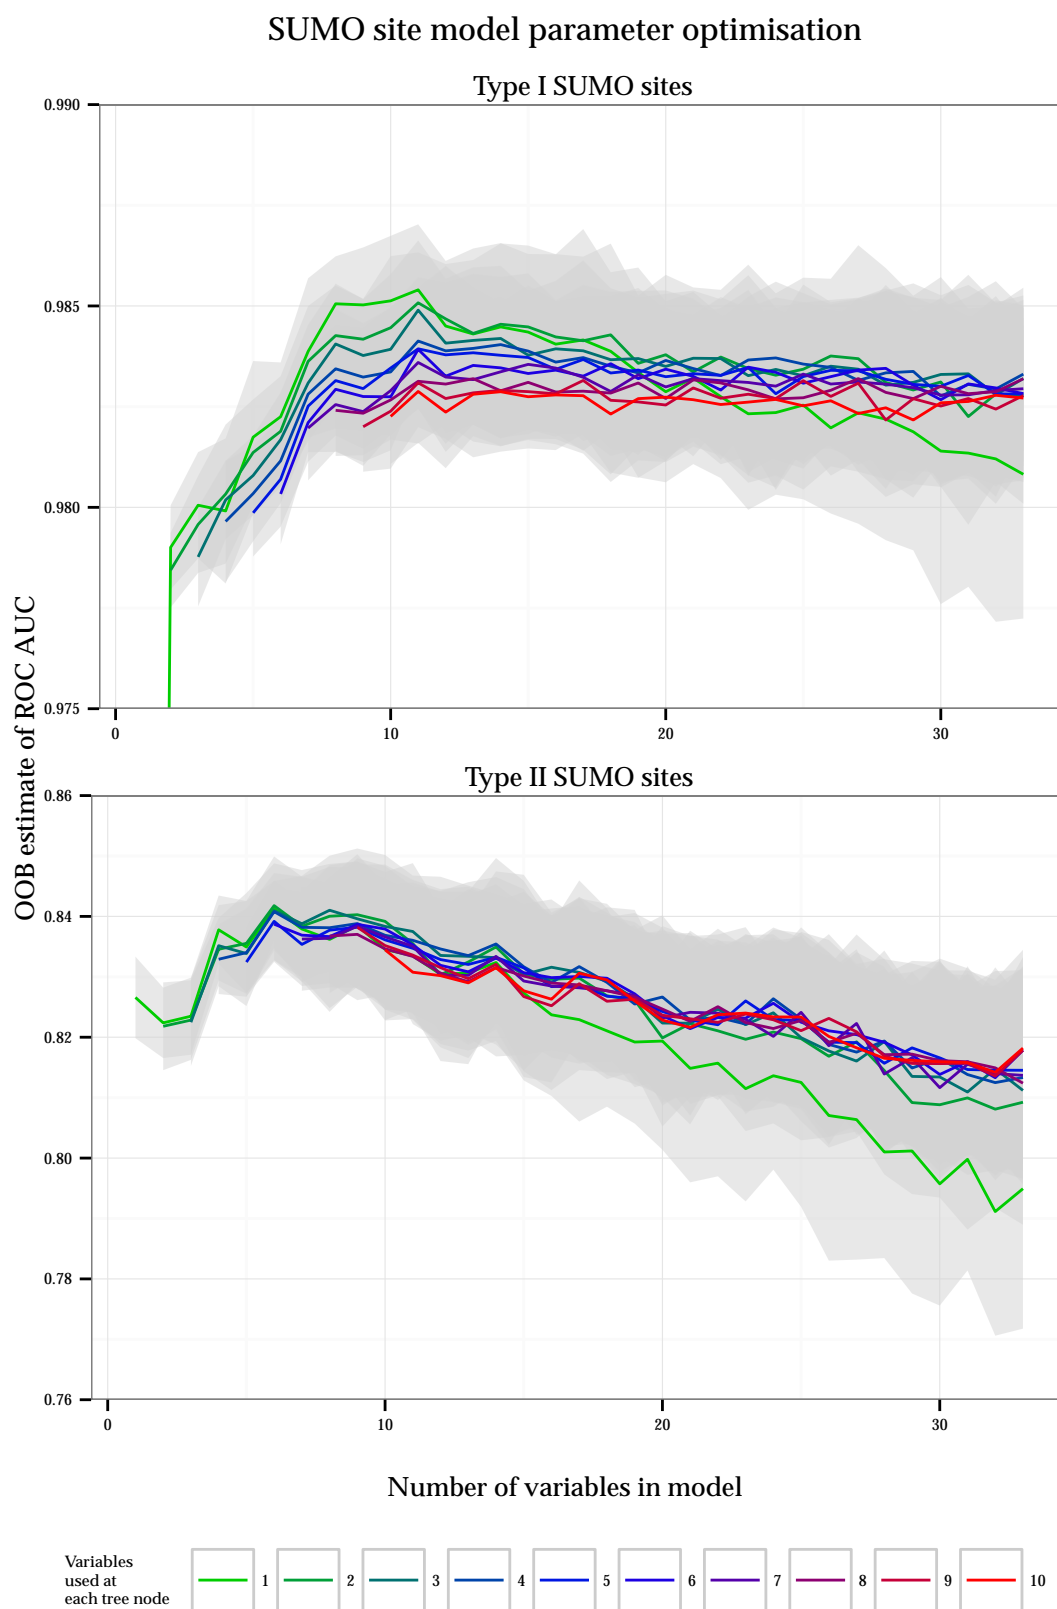 SUMO site model parameter optimisation
Type I SUMO sites
0.990
0.985
0.980
0.975
0 10 20 30
OOB estimate of ROC AUC
Type II SUMO sites
0.86
0.84
0.82
0.80
0.78
0.76
0 10 20 30
Number of variables in model
Variables
used at
each tree node
1 2 3 4 5 6 7 8 9 10